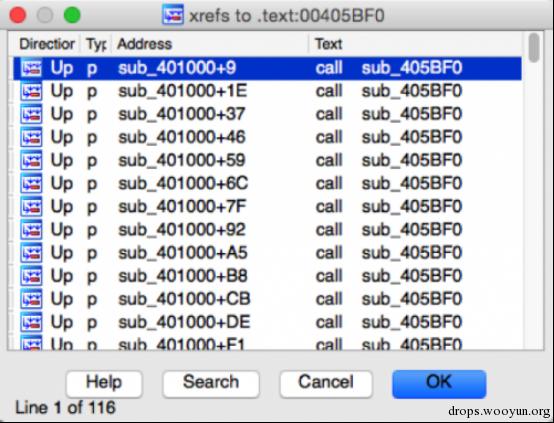 xrefs to .text:00405BF0
Direction Typ Address Text
Up p sub_401000+9 call sub_405BF0
Up p sub_401000+1E call sub_405BF0
Up p sub_401000+37 call sub_405BF0
Up p sub_401000+46 call sub_405BF0
Up p sub_401000+59 call sub_405BF0
Up p sub_401000+6C call sub_405BF0
Up p sub_401000+7F call sub_405BF0
Up p sub_401000+92 call sub_405BF0
Up p sub_401000+A5 call sub_405BF0
Up p sub_401000+B8 call sub_405BF0
Up p sub_401000+CB call sub_405BF0
Up p sub_401000+DE call sub_405BF0
Up p sub_401000+F1 call sub_405BF0
Help Search Cancel OK
Line 1 of 116
drops.wooyun.org